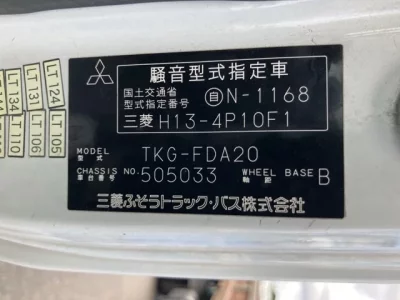 騒音型式指定車
国土交通省
型式指定番号
自N-1168
三菱 H13-4P10F1
MODEL
型式
TKG-FDA20
CHASSIS NO.
車台番号
505033
WHEEL BASE
軸距
B
三菱ふそうトラック・バス株式会社
LT124
LT131
LT134
LT105
LT106
LT110